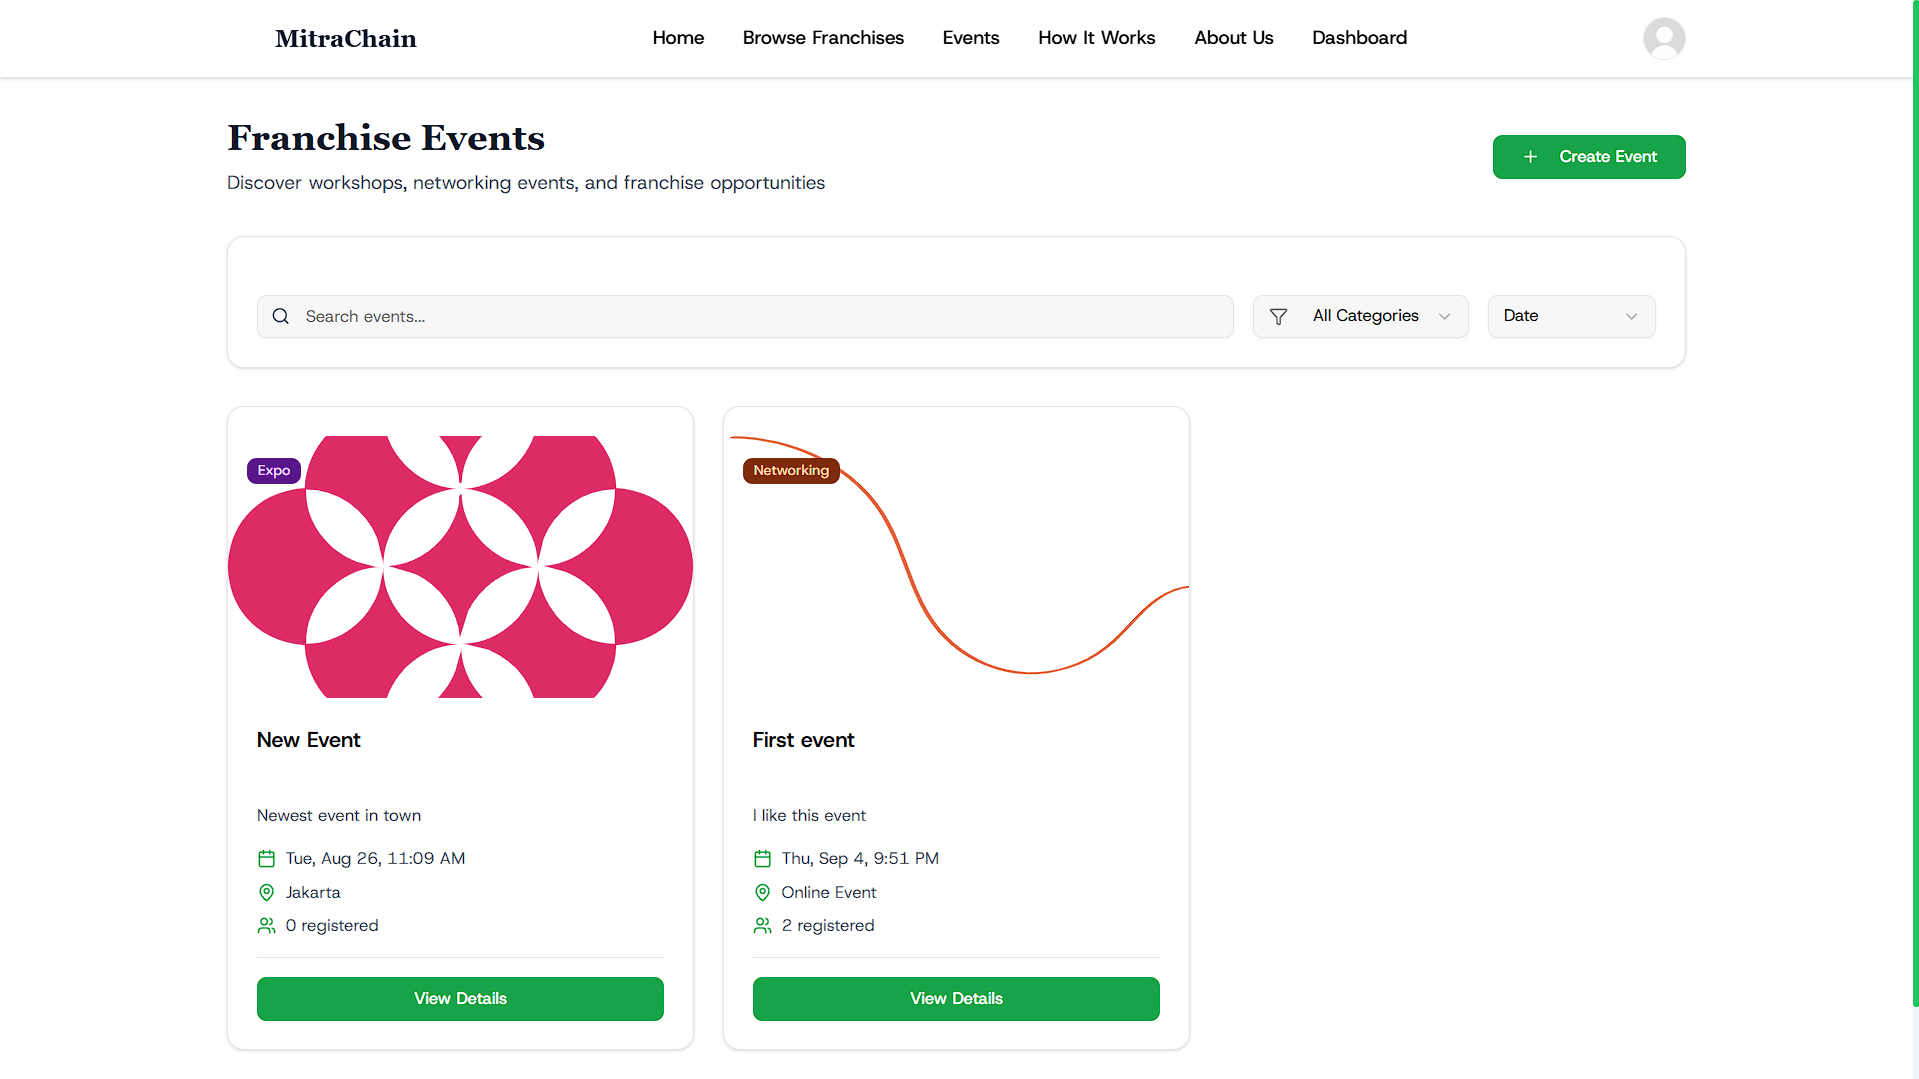 MitraChain
Home
Browse Franchises
Events
How It Works
About Us
Dashboard
Franchise Events
Discover workshops, networking events, and franchise opportunities
Create Event
Search events...
All Categories
Date
Expo
New Event
Newest event in town
Tue, Aug 26, 11:09 AM
Jakarta
0 registered
View Details
Networking
First event
I like this event
Thu, Sep 4, 9:51 PM
Online Event
2 registered
View Details